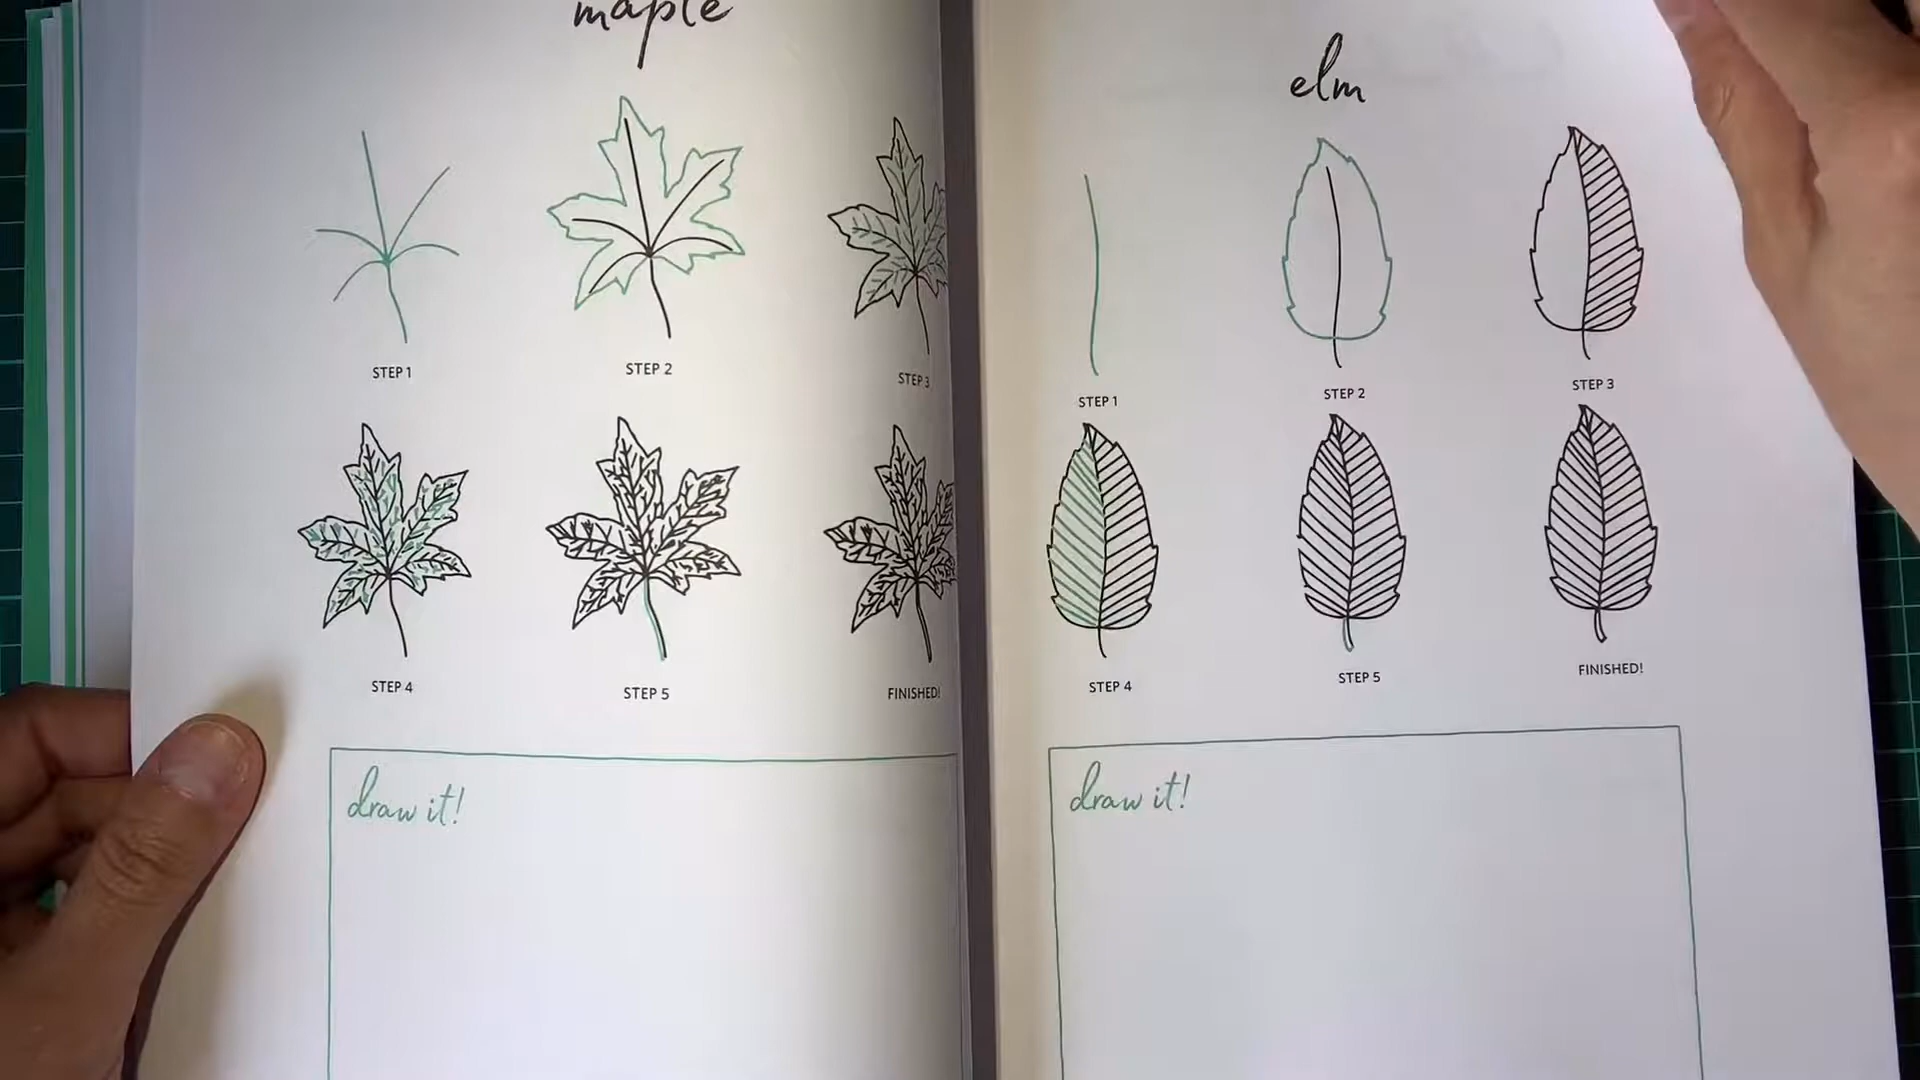 maple
STEP 1
STEP 2
STEP 3
STEP 4
STEP 5
FINISHED!
draw it!
elm
STEP 1
STEP 2
STEP 3
STEP 4
STEP 5
FINISHED!
draw it!